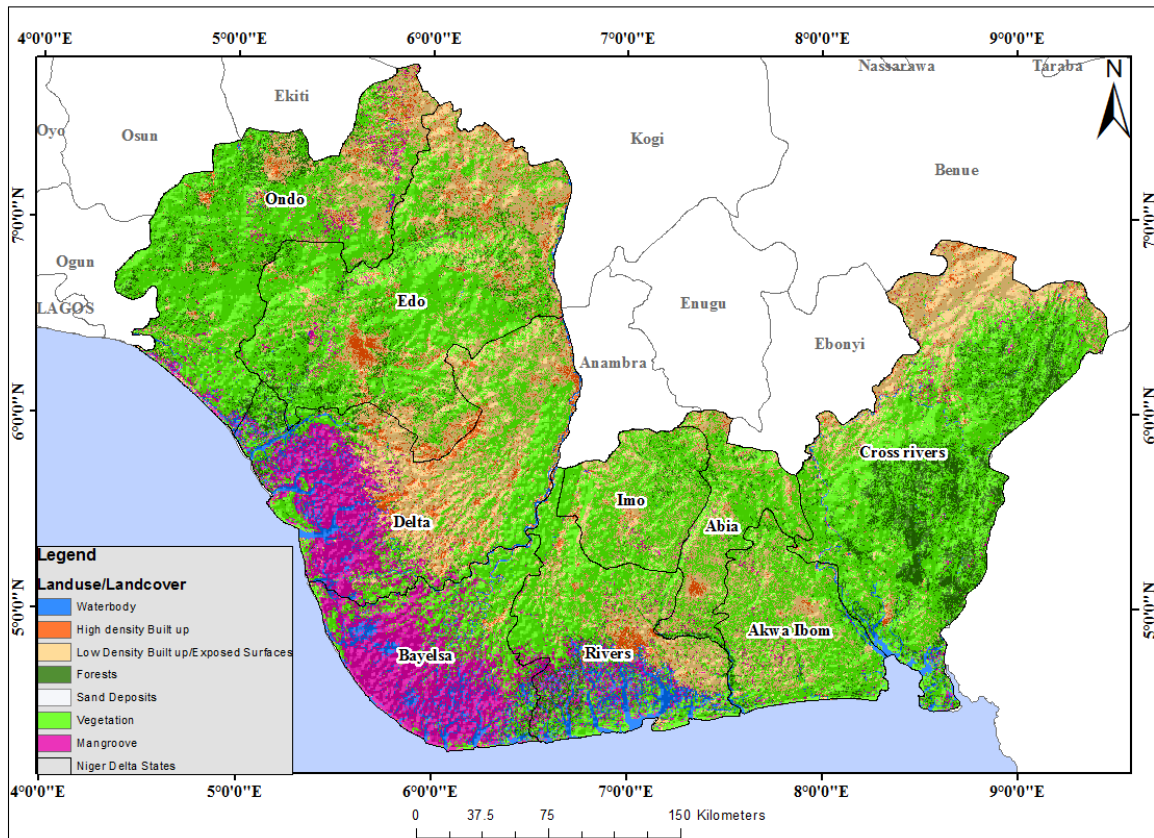 4°0'0"E 5°0'0"E 6°0'0"E 7°0'0"E 8°0'0"E 9°0'0"E
N
Nassarawa Taraba
Ekiti
Oyo Osun Kogi
Benue
Ondo
7°0'0"N 7°0'0"N
Ogun
LAGOS Edo Enugu
Anambra Ebonyi
6°0'0"N 6°0'0"N
Cross rivers
Imo
Delta Abia
Legend
Landuse/Landcover
Waterbody
High density Built up
Low Density Built up/Exposed Surfaces
Forests
Sand Deposits
Vegetation
Mangroove
Niger Delta States
5°0'0"N 5°0'0"N
Akwa Ibom
Bayelsa Rivers
4°0'0"E 5°0'0"E 6°0'0"E 7°0'0"E 8°0'0"E 9°0'0"E
0 37.5 75 150 Kilometers